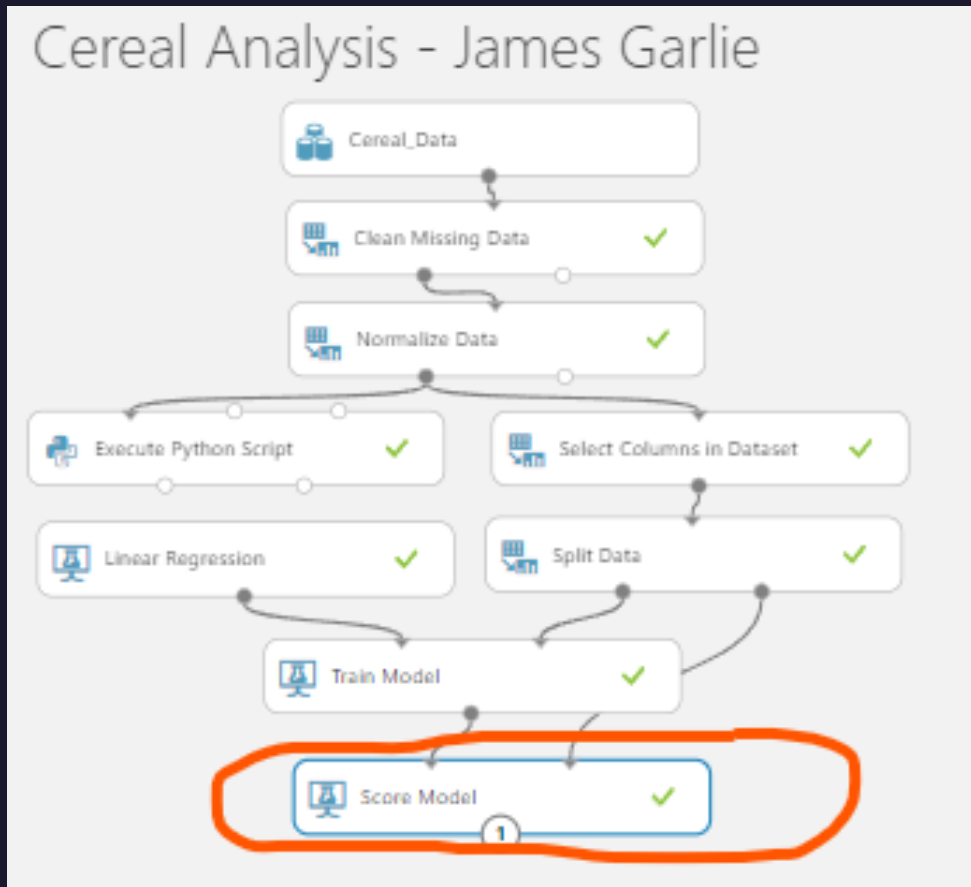 Cereal Analysis - James Garlie
Cereal_Data
Clean Missing Data
Normalize Data
Execute Python Script
Select Columns in Dataset
Linear Regression
Split Data
Train Model
Score Model
1